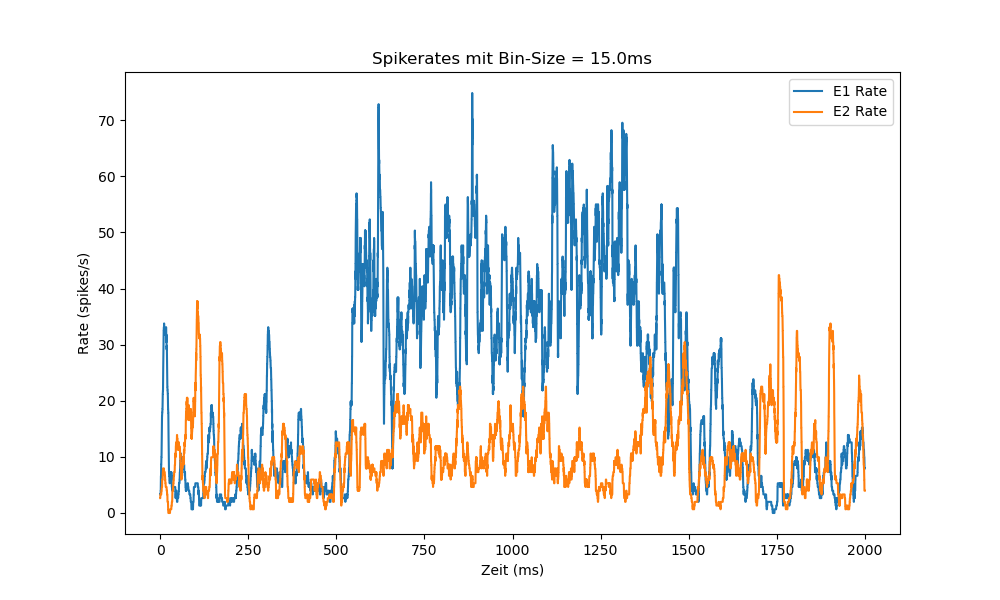 Spikerates mit Bin-Size = 15.0ms
E1 Rate
E2 Rate
70
60
50
40
30
20
10
0
Rate (spikes/s)
0 250 500 750 1000 1250 1500 1750 2000
Zeit (ms)